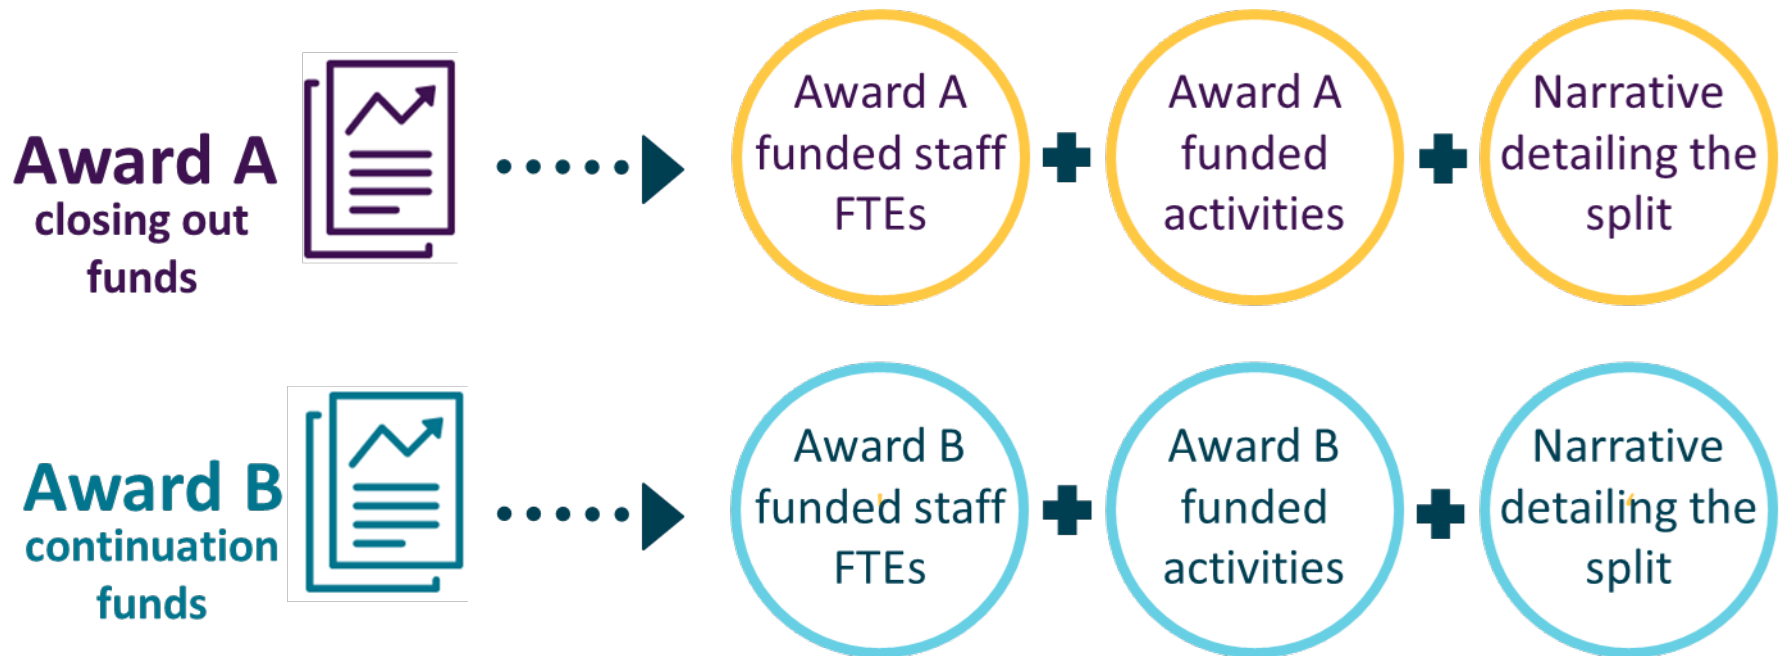 Award A
closing out
funds
Award A
funded staff
FTEs
Award A
funded
activities
Narrative
detailing the
split
Award B
continuation
funds
Award B
funded staff
FTEs
Award B
funded
activities
Narrative
detailing the
split